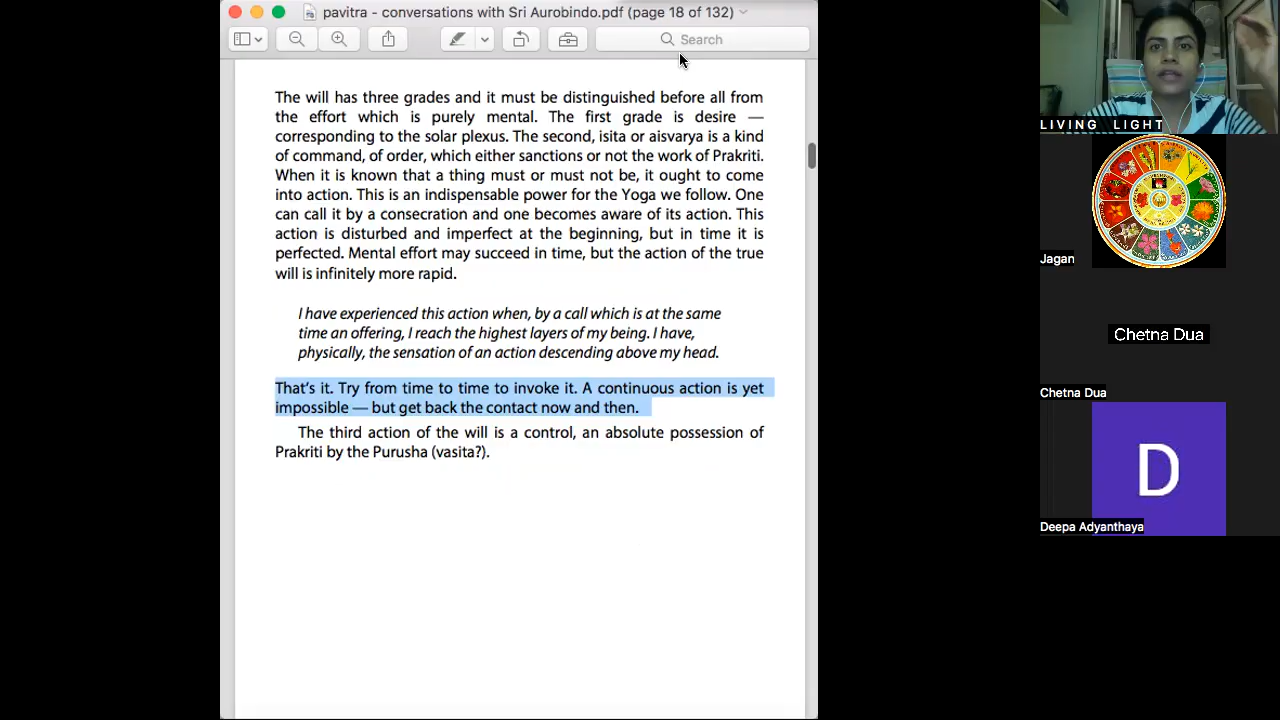 pavitra - conversations with Sri Aurobindo.pdf (page 18 of 132)
Search
The will has three grades and it must be distinguished before all from
the effort which is purely mental. The first grade is desire —
corresponding to the solar plexus. The second, isita or aisvarya is a kind
of command, of order, which either sanctions or not the work of Prakriti.
When it is known that a thing must or must not be, it ought to come
into action. This is an indispensable power for the Yoga we follow. One
can call it by a consecration and one becomes aware of its action. This
action is disturbed and imperfect at the beginning, but in time it is
perfected. Mental effort may succeed in time, but the action of the true
will is infinitely more rapid.
I have experienced this action when, by a call which is at the same
time an offering, I reach the highest layers of my being. I have,
physically, the sensation of an action descending above my head.
That's it. Try from time to time to invoke it. A continuous action is yet
impossible — but get back the contact now and then.
The third action of the will is a control, an absolute possession of
Prakriti by the Purusha (vasita?).
LIVING LIGHT
Jagan
Chetna Dua
Chetna Dua
D
Deepa Adyanthaya